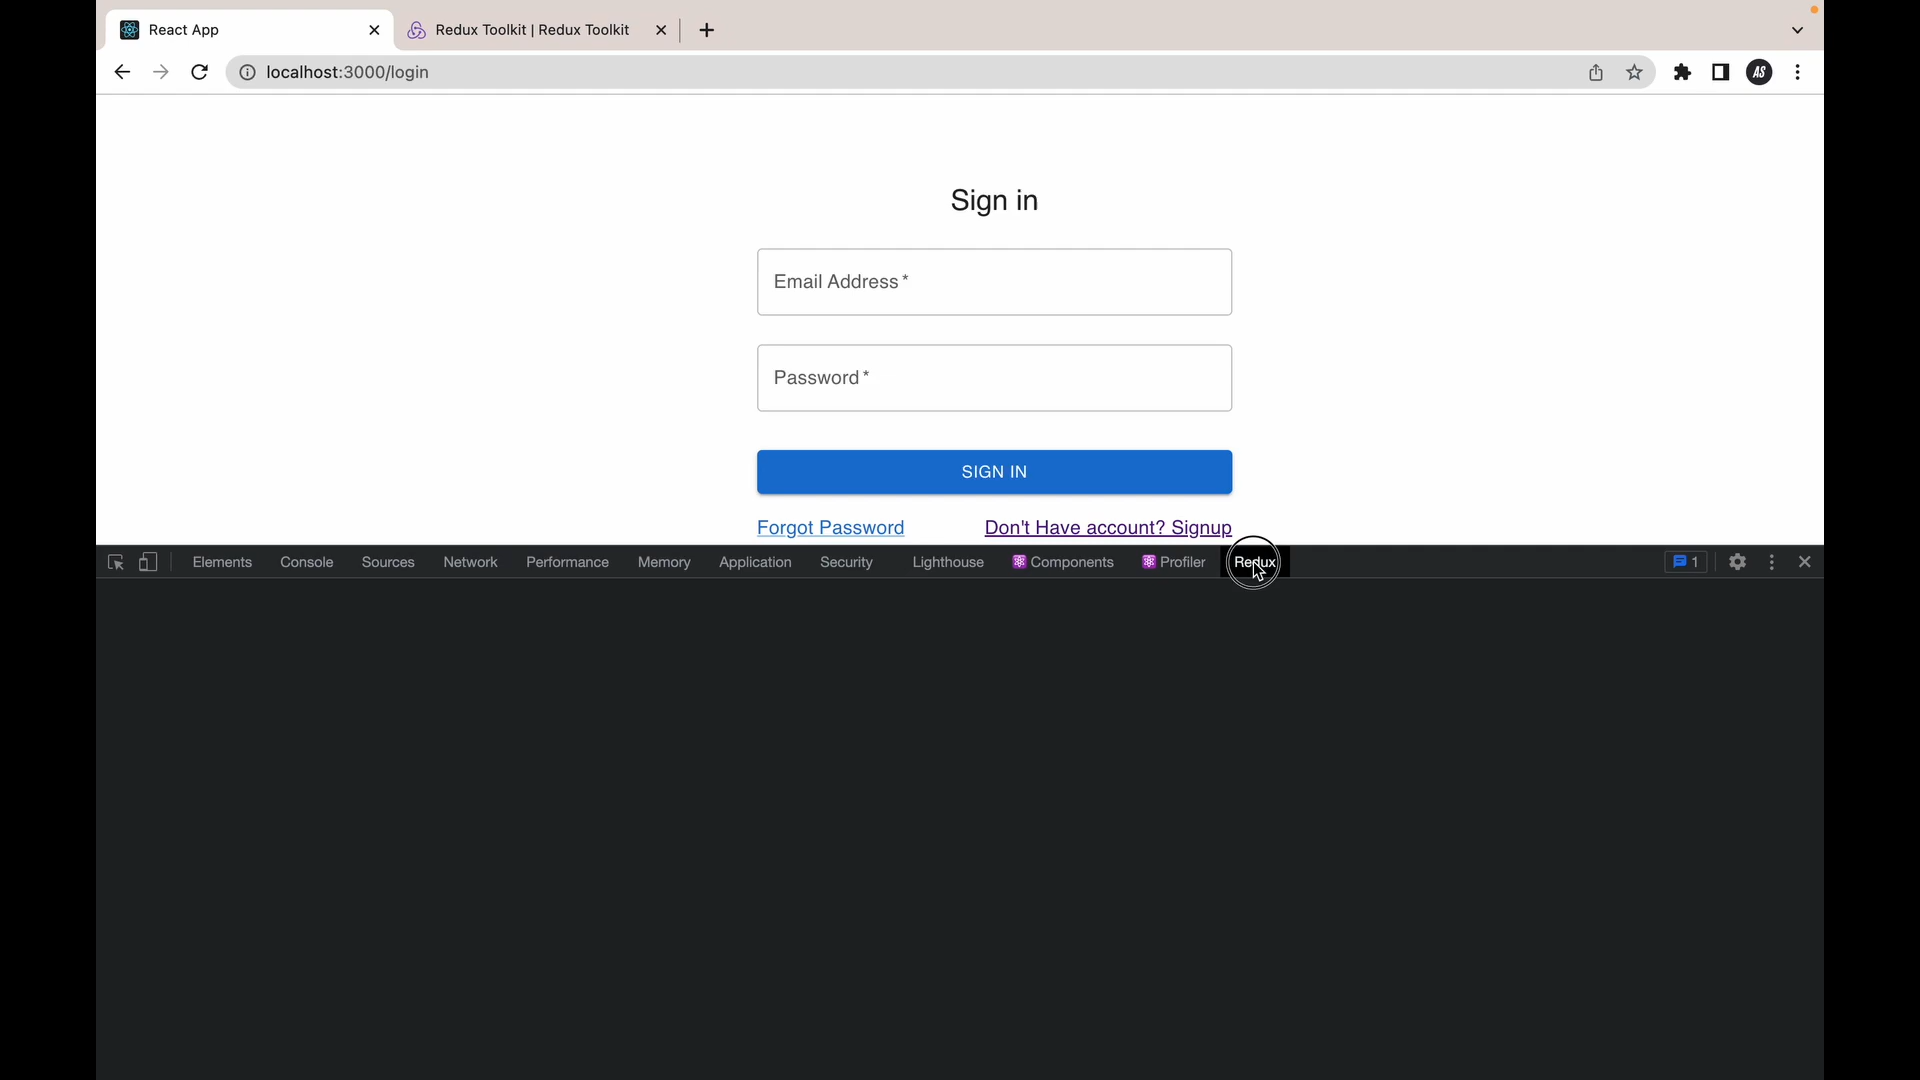 React App
Redux Toolkit | Redux Toolkit
localhost:3000/login
AS
Sign in
Email Address *
Password *
SIGN IN
Forgot Password
Don't Have account? Signup
Elements
Console
Sources
Network
Performance
Memory
Application
Security
Lighthouse
Components
Profiler
Redux
1